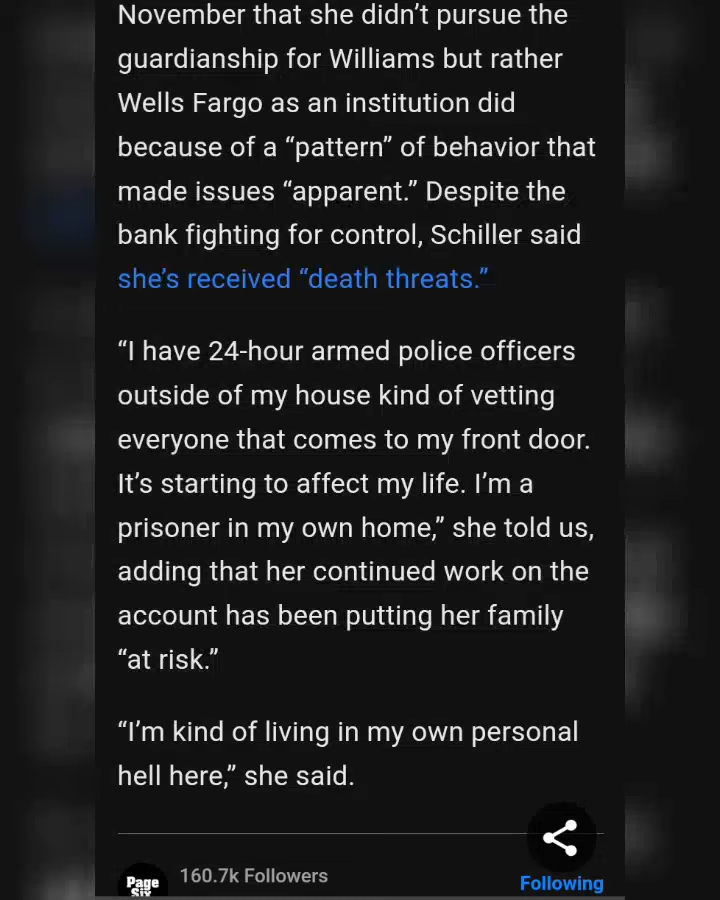 November that she didn’t pursue the
guardianship for Williams but rather
Wells Fargo as an institution did
because of a “pattern” of behavior that
made issues “apparent.” Despite the
bank fighting for control, Schiller said
she’s received “death threats.”
“I have 24-hour armed police officers
outside of my house kind of vetting
everyone that comes to my front door.
It’s starting to affect my life. I’m a
prisoner in my own home,” she told us,
adding that her continued work on the
account has been putting her family
“at risk.”
“I’m kind of living in my own personal
hell here,” she said.
Page Six
160.7k Followers
Following